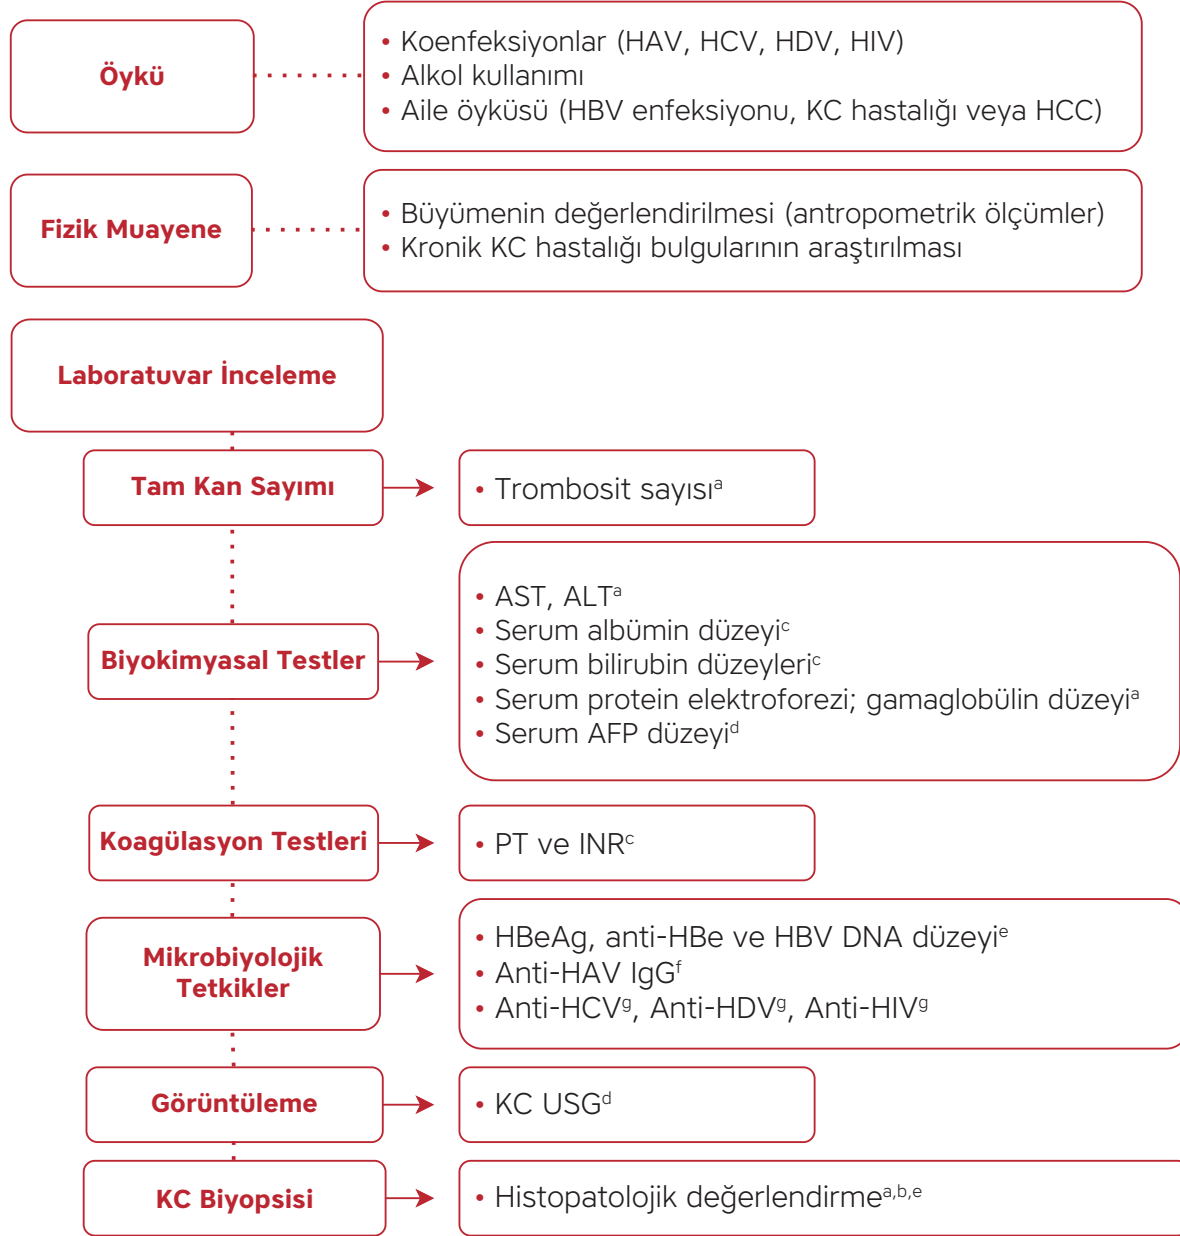 Öykü
• Koenfeksiyonlar (HAV, HCV, HDV, HIV)
• Alkol kullanımı
• Aile öyküsü (HBV enfeksiyonu, KC hastalığı veya HCC)
Fizik Muayene
• Büyümenin değerlendirilmesi (antropometrik ölçümler)
• Kronik KC hastalığı bulgularının araştırılması
Laboratuvar İnceleme
Tam Kan Sayımı
• Trombosit sayısıᵃ
Biyokimyasal Testler
• AST, ALTᵃ
• Serum albümin düzeyiᶜ
• Serum bilirubin düzeyleriᶜ
• Serum protein elektroforezi; gamaglobülin düzeyiᵃ
• Serum AFP düzeyiᵈ
Koagülasyon Testleri
• PT ve INRᶜ
Mikrobiyolojik
Tetkikler
• HBeAg, anti-HBe ve HBV DNA düzeyiᵉ
• Anti-HAV IgGᶠ
• Anti-HCVᵍ, Anti-HDVᵍ, Anti-HIVᵍ
Görüntüleme
• KC USGᵈ
KC Biyopsisi
• Histopatolojik değerlendirmeᵃ,ᵇ,ᵉ